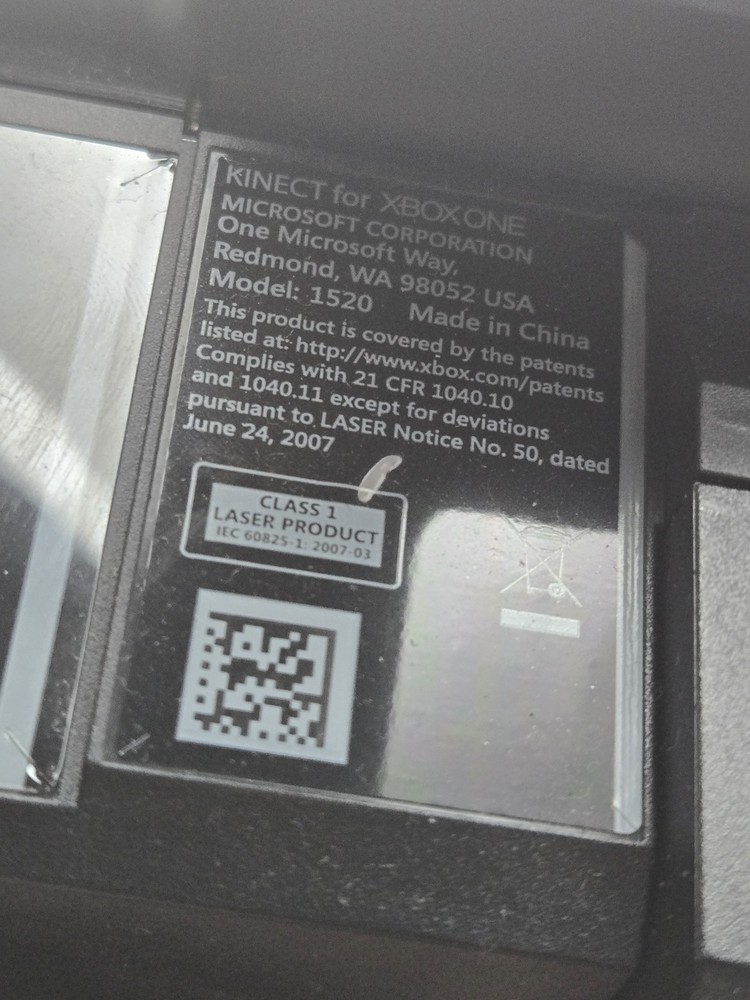 KINECT for XBOX ONE
MICROSOFT CORPORATION
One Microsoft Way,
Redmond, WA 98052 USA
Model: 1520 Made in China
This product is covered by the patents
listed at: http://www.xbox.com/patents
Complies with 21 CFR 1040.10
and 1040.11 except for deviations
pursuant to LASER Notice No. 50, dated
June 24, 2007
CLASS 1
LASER PRODUCT
IEC 60825-1: 2007-03